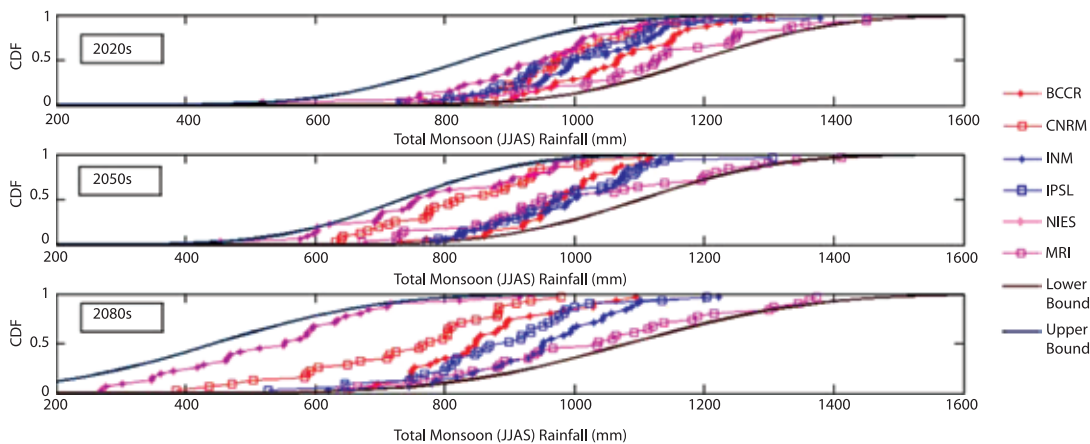 CDF
1
0.5
0
2020s
200 400 600 800 1000 1200 1400 1600
Total Monsoon (JJAS) Rainfall (mm)
CDF
1
0.5
0
2050s
200 400 600 800 1000 1200 1400 1600
Total Monsoon (JJAS) Rainfall (mm)
CDF
1
0.5
0
2080s
200 400 600 800 1000 1200 1400 1600
Total Monsoon (JJAS) Rainfall (mm)
BCCR
CNRM
INM
IPSL
NIES
MRI
Lower
Bound
Upper
Bound